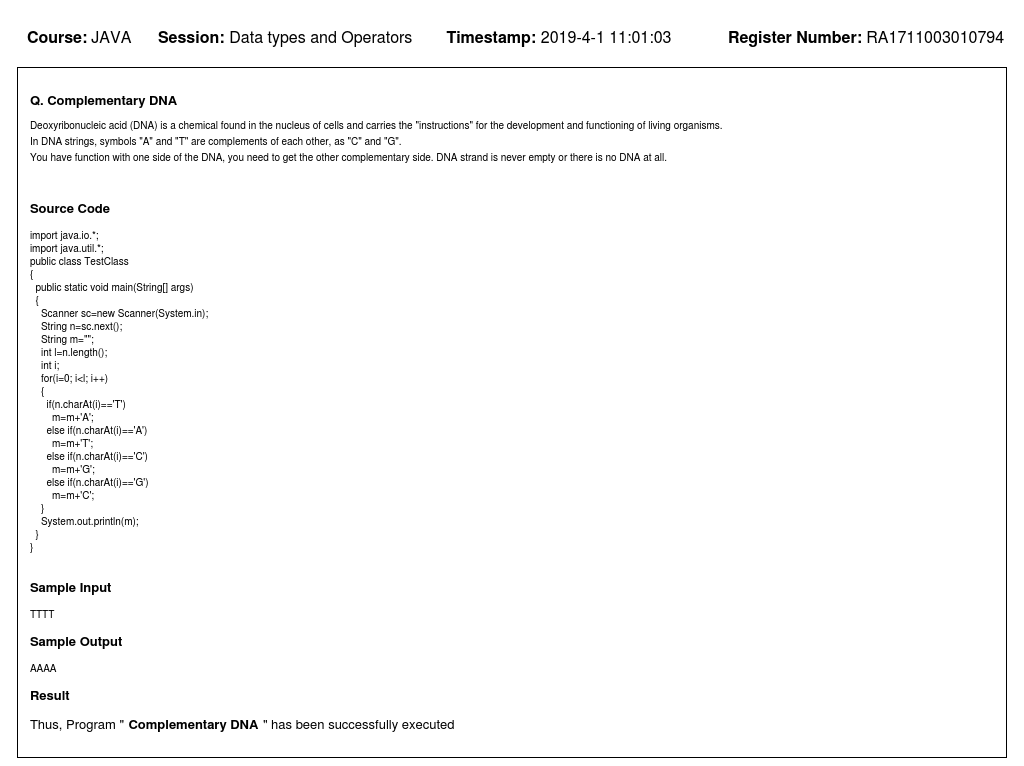 Course: JAVA Session: Data types and Operators Timestamp: 2019-4-1 11:01:03 Register Number: RA1711003010794
Q. Complementary DNA
Deoxyribonucleic acid (DNA) is a chemical found in the nucleus of cells and carries the "instructions" for the development and functioning of living organisms.
In DNA strings, symbols "A" and "T" are complements of each other, as "C" and "G".
You have function with one side of the DNA, you need to get the other complementary side. DNA strand is never empty or there is no DNA at all.
Source Code
import java.io.*;
import java.util.*;
public class TestClass
{
  public static void main(String[] args)
  {
    Scanner sc=new Scanner(System.in);
    String n=sc.next();
    String m="";
    int l=n.length();
    int i;
    for(i=0; i<l; i++)
    {
      if(n.charAt(i)=='T')
        m=m+'A';
      else if(n.charAt(i)=='A')
        m=m+'T';
      else if(n.charAt(i)=='C')
        m=m+'G';
      else if(n.charAt(i)=='G')
        m=m+'C';
    }
    System.out.println(m);
  }
}
Sample Input
TTTT
Sample Output
AAAA
Result
Thus, Program " Complementary DNA " has been successfully executed